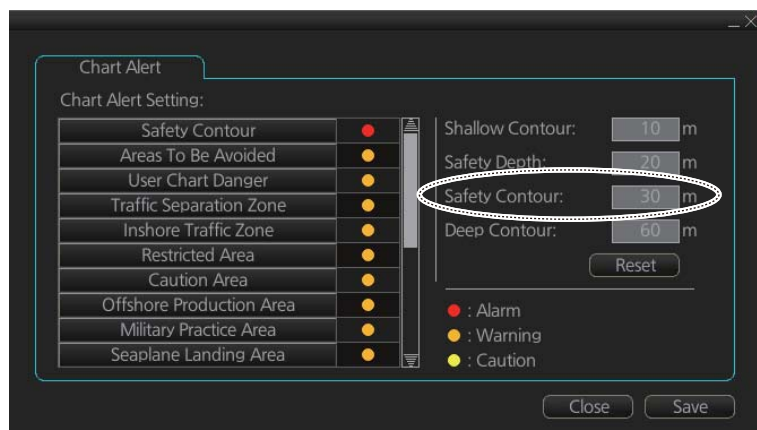 Chart Alert
Chart Alert Setting:
Safety Contour
Areas To Be Avoided
User Chart Danger
Traffic Separation Zone
Inshore Traffic Zone
Restricted Area
Caution Area
Offshore Production Area
Military Practice Area
Seaplane Landing Area
Shallow Contour: 10 m
Safety Depth: 20 m
Safety Contour: 30 m
Deep Contour: 60 m
Reset
: Alarm
: Warning
: Caution
Close Save